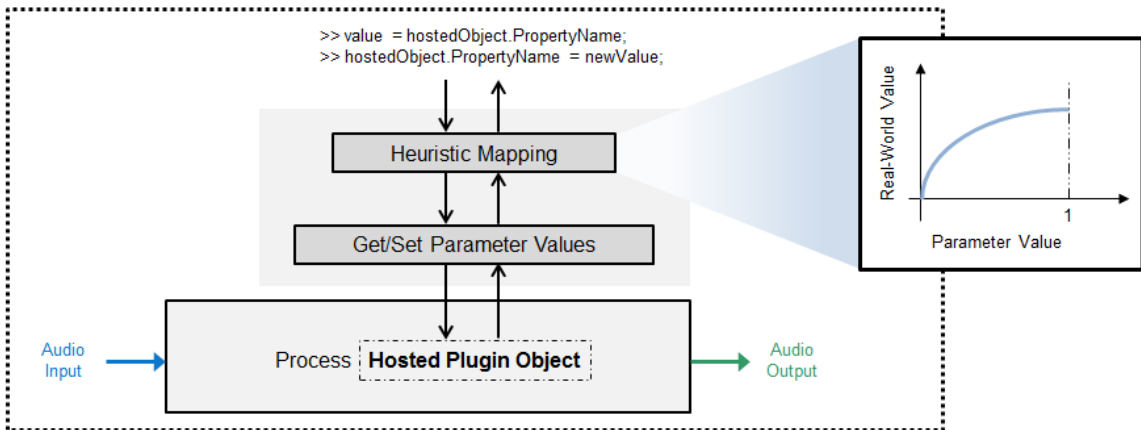 >> value = hostedObject.PropertyName;
>> hostedObject.PropertyName = newValue;
Heuristic Mapping
Get/Set Parameter Values
Audio
Input
Process Hosted Plugin Object
Audio
Output
Real-World Value
1
Parameter Value